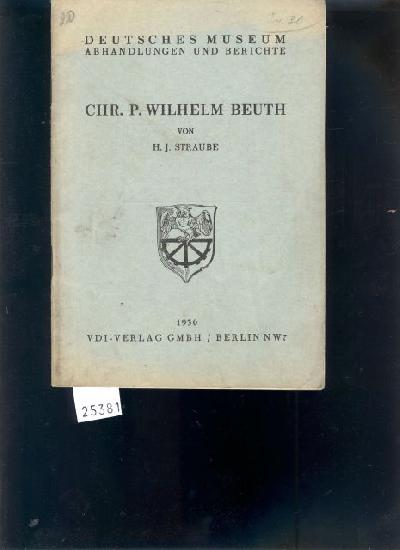 DEUTSCHES MUSEUM
ABHANDLUNGEN UND BERICHTE
CHR. P. WILHELM BEUTH
VON
H. J. STRAUBE
1930
VDI-VERLAG GMBH / BERLIN NW7
25381